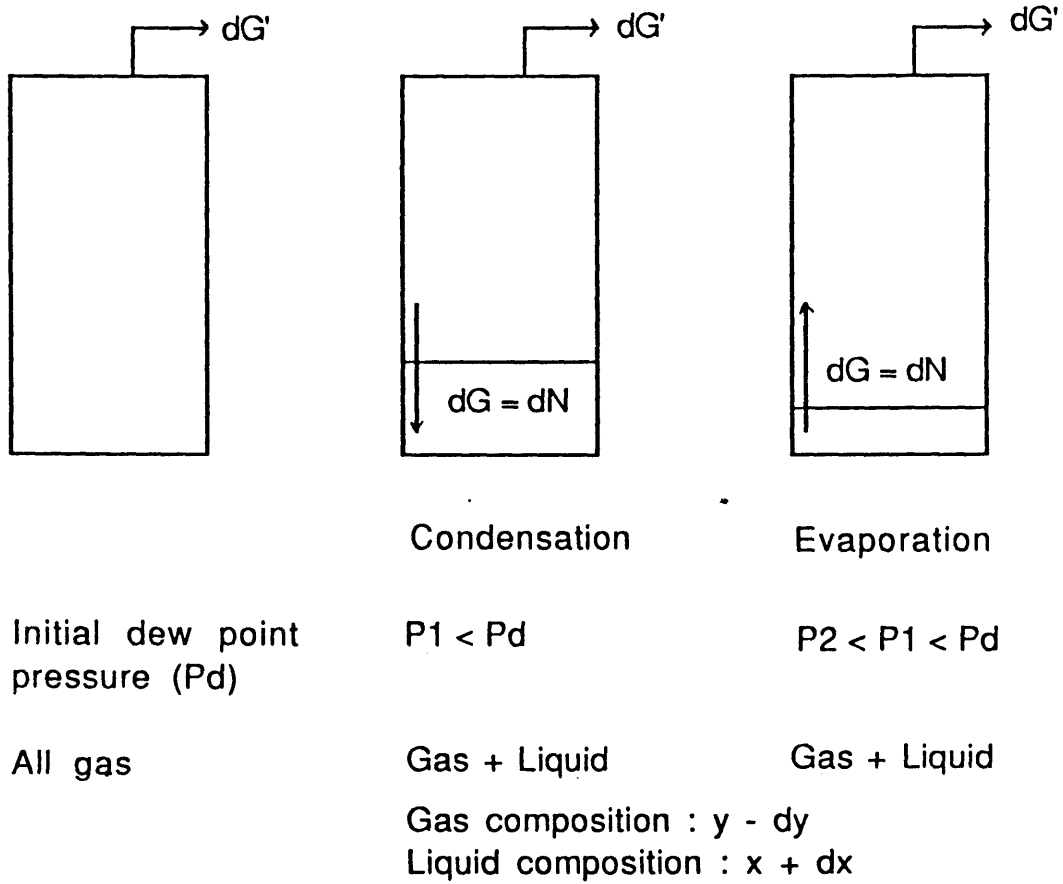 dG' dG' dG'
dG = dN
dG = dN
Condensation Evaporation
Initial dew point P1 < Pd P2 < P1 < Pd
pressure (Pd)
All gas Gas + Liquid Gas + Liquid
Gas composition : y - dy
Liquid composition : x + dx